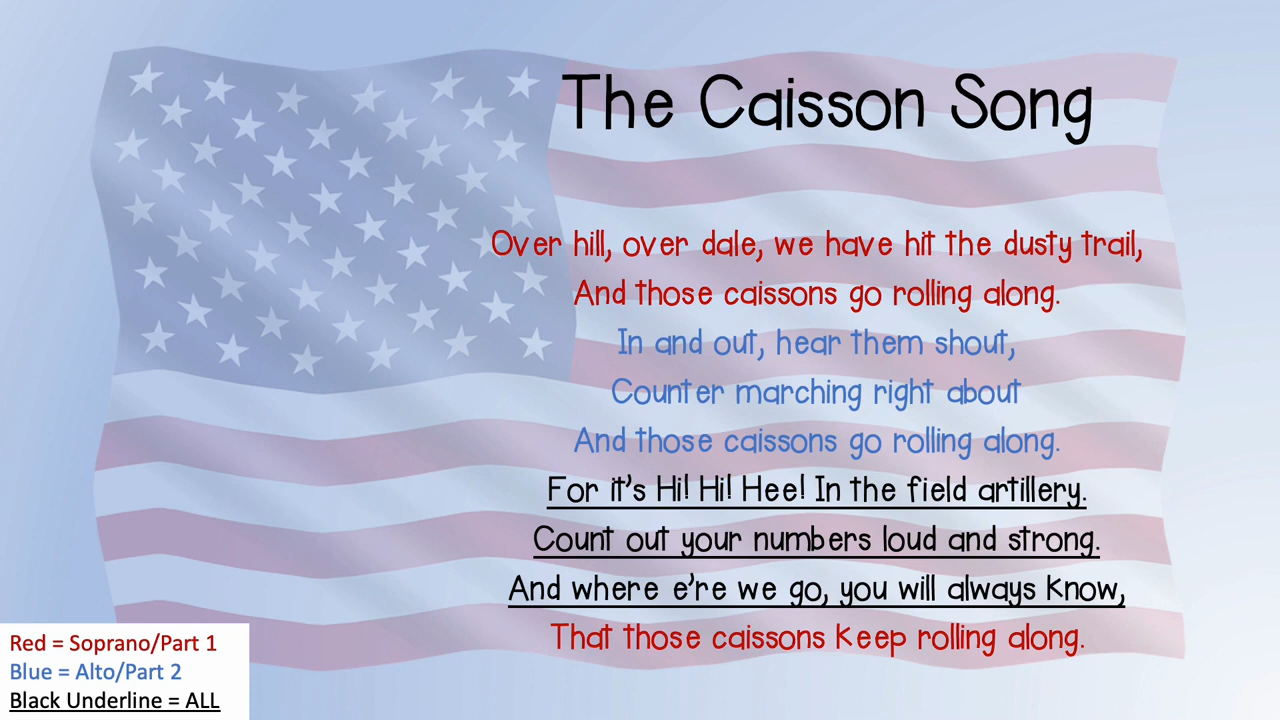 The Caisson Song
Over hill, over dale, we have hit the dusty trail,
And those caissons go rolling along.
In and out, hear them shout,
Counter marching right about
And those caissons go rolling along.
For it's Hi! Hi! Hee! In the field artillery.
Count out your numbers loud and strong.
And where e're we go, you will always know,
That those caissons keep rolling along.
Red = Soprano/Part 1
Blue = Alto/Part 2
Black Underline = ALL